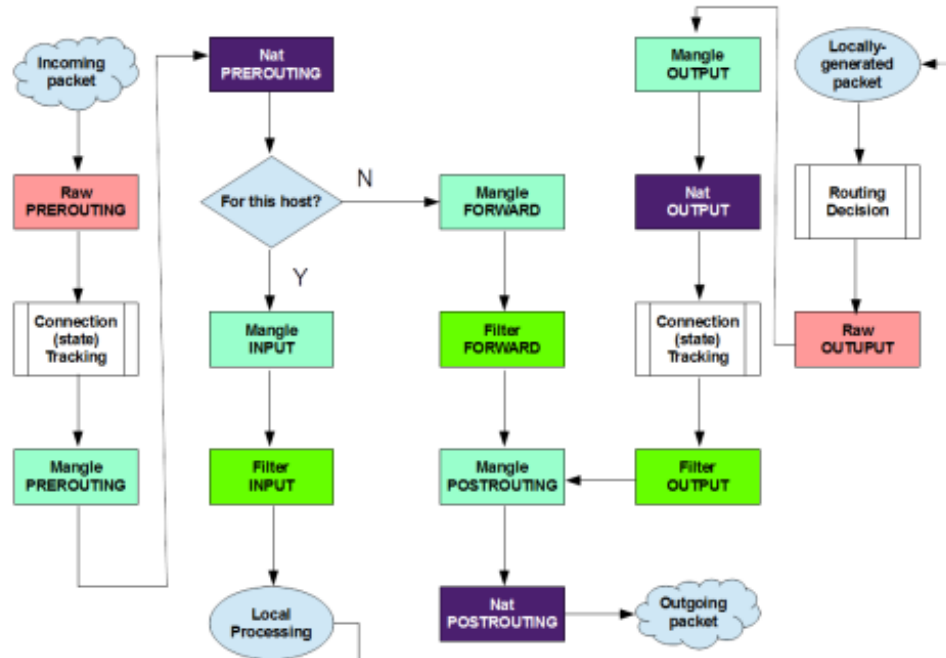 Incoming
packet
Raw
PREROUTING
Connection
(state)
Tracking
Mangle
PREROUTING
Nat
PREROUTING
For this host?
N
Y
Mangle
INPUT
Filter
INPUT
Local
Processing
Mangle
FORWARD
Filter
FORWARD
Mangle
POSTROUTING
Nat
POSTROUTING
Outgoing
packet
Mangle
OUTPUT
Nat
OUTPUT
Connection
(state)
Tracking
Filter
OUTPUT
Locally-
generated
packet
Routing
Decision
Raw
OUTUPUT